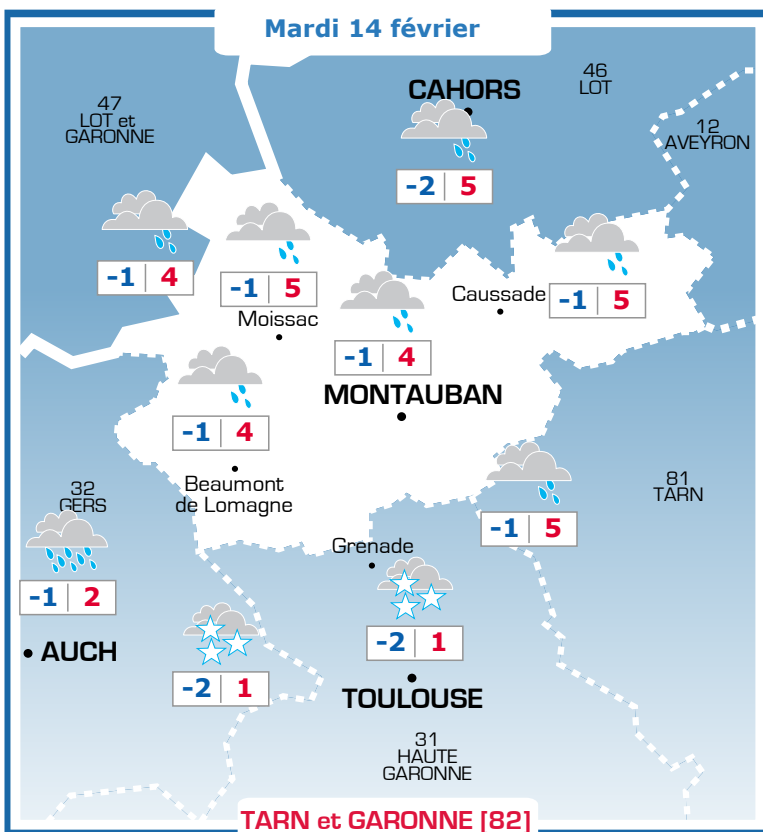 Mardi 14 février
46
LOT
CAHORS
47
LOT et
GARONNE
12
AVEYRON
-2 5
-1 4
-1 5
Moissac
Caussade
-1 5
-1 4
MONTAUBAN
-1 4
Beaumont
de Lomagne
81
TARN
32
GERS
-1 5
Grenade
-1 2
AUCH
-2 1
-2 1
TOULOUSE
31
HAUTE
GARONNE
TARN et GARONNE [82]